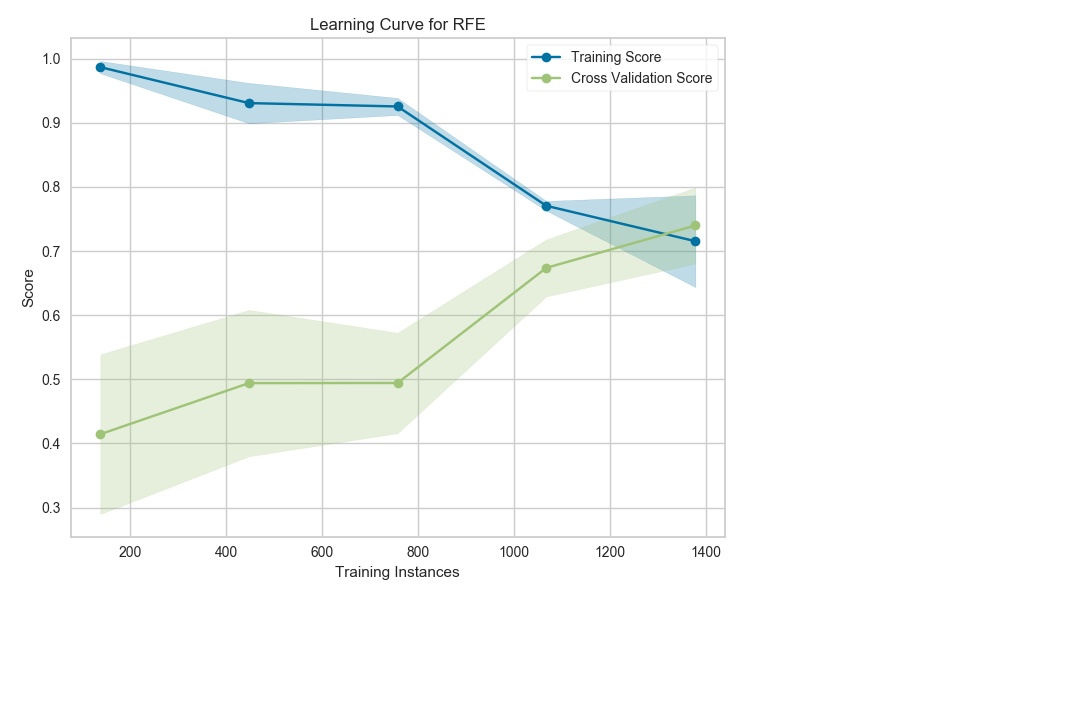 Learning Curve for RFE
Training Score
Cross Validation Score
1.0
0.9
0.8
0.7
0.6
0.5
0.4
0.3
Score
200 400 600 800 1000 1200 1400
Training Instances